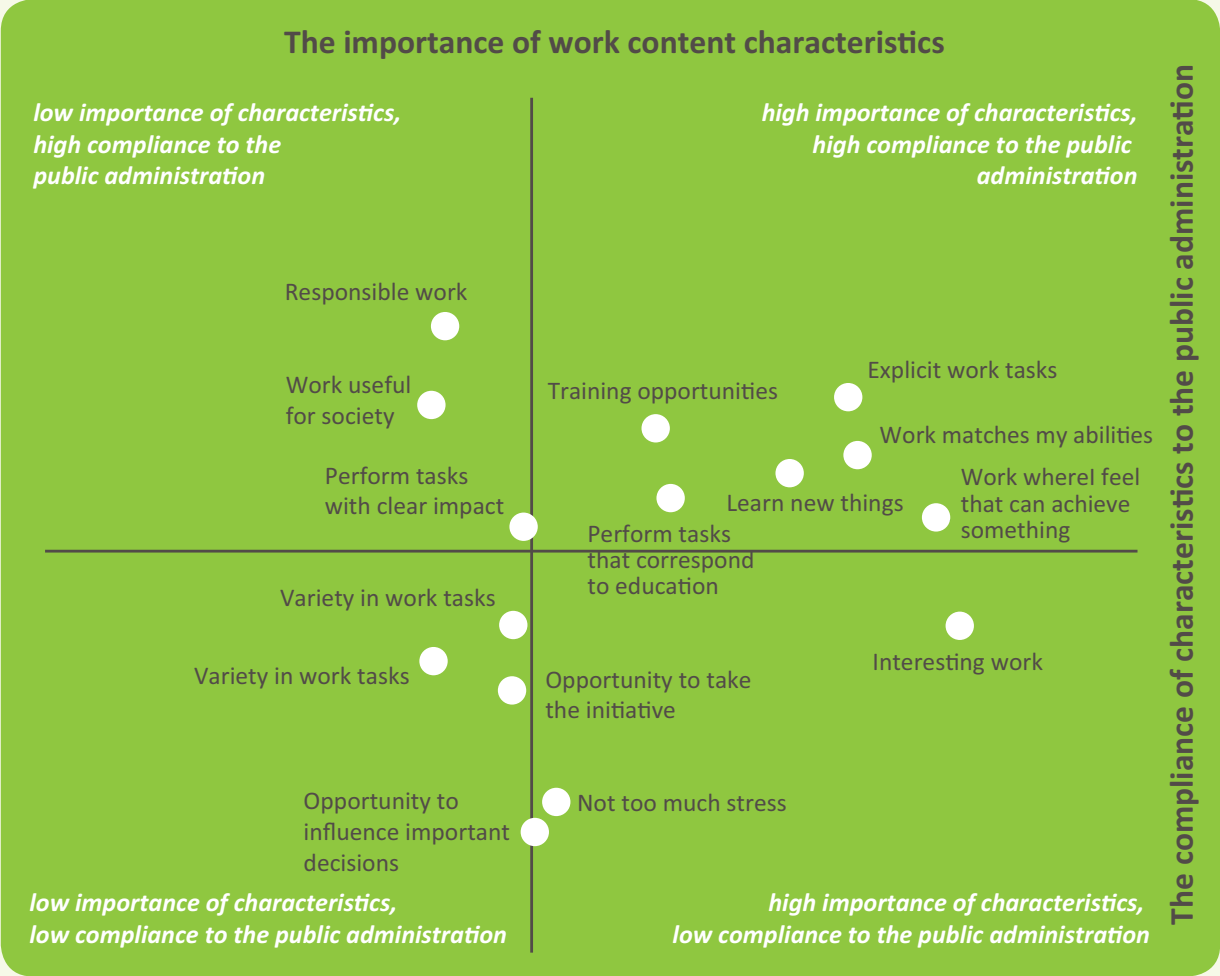 The importance of work content characteristics
low importance of characteristics,
high compliance to the
public administration
high importance of characteristics,
high compliance to the public
administration
The compliance of characteristics to the public administration
Responsible work
Work useful
for society
Training opportunities
Explicit work tasks
Work matches my abilities
Perform tasks
with clear impact
Learn new things
Work whereI feel
that can achieve
something
Perform tasks
that correspond
to education
Variety in work tasks
Variety in work tasks
Opportunity to take
the initiative
Interesting work
Opportunity to
influence important
decisions
Not too much stress
low importance of characteristics,
low compliance to the public administration
high importance of characteristics,
low compliance to the public administration